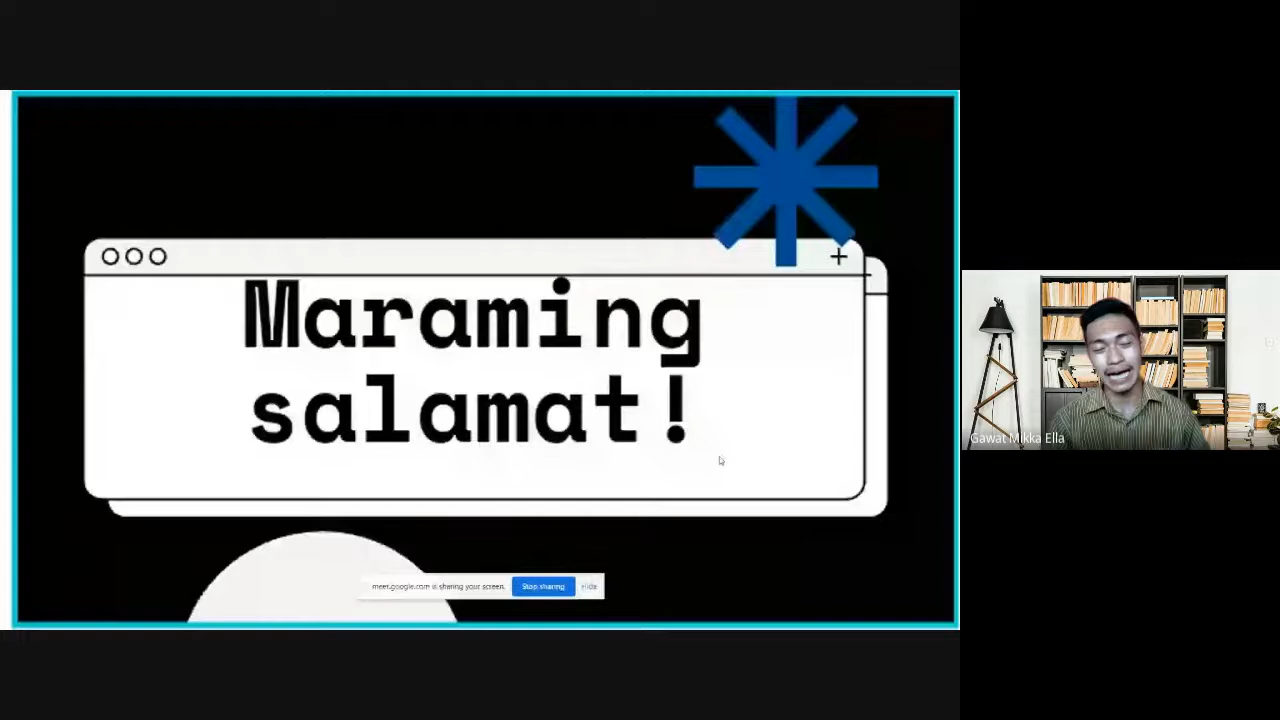 Maraming
salamat!
meet.google.com is sharing your screen.
Stop sharing
Hide
Gawat Mikka Ella